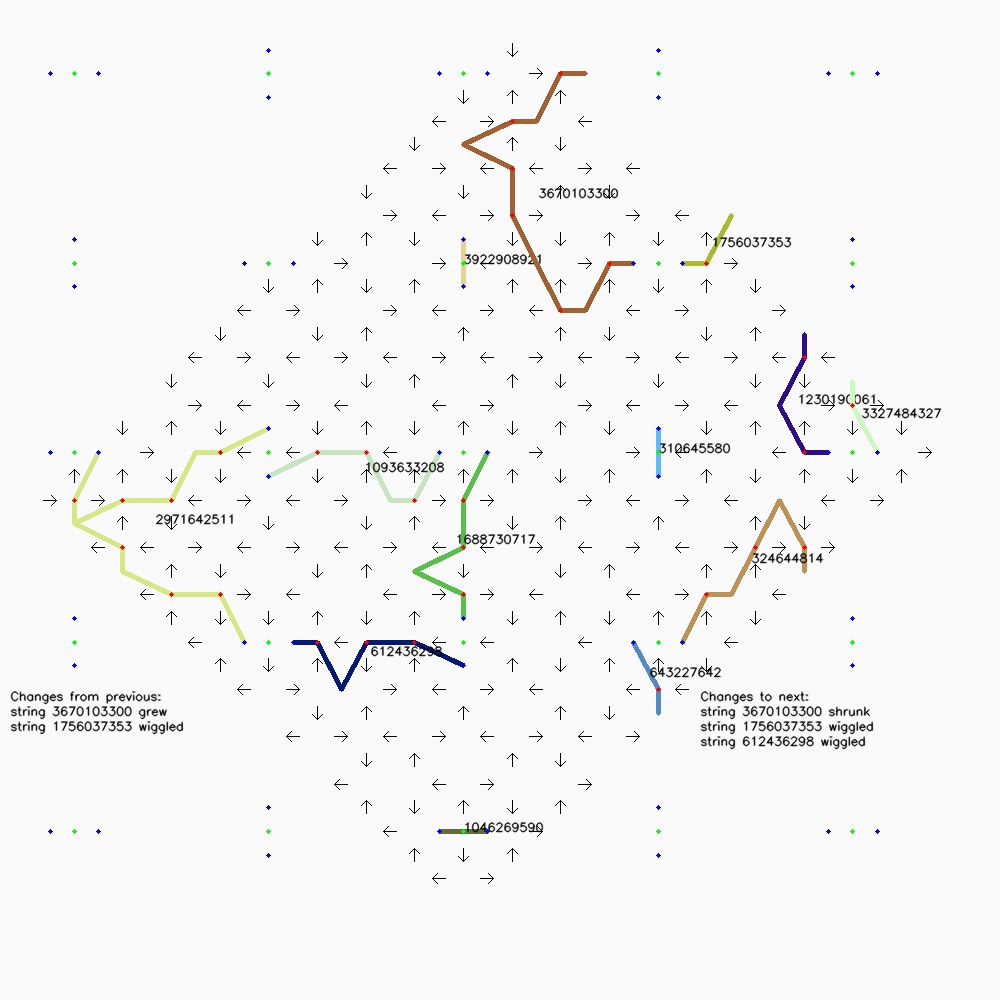 3670103300
1756037353
3922908921
1230190061
3327484327
310645580
1093633208
2971642511
1688730717
324644814
612436298
643227642
Changes from previous:
string 3670103300 grew
string 1756037353 wiggled
Changes to next:
string 3670103300 shrunk
string 1756037353 wiggled
string 612436298 wiggled
1046269590